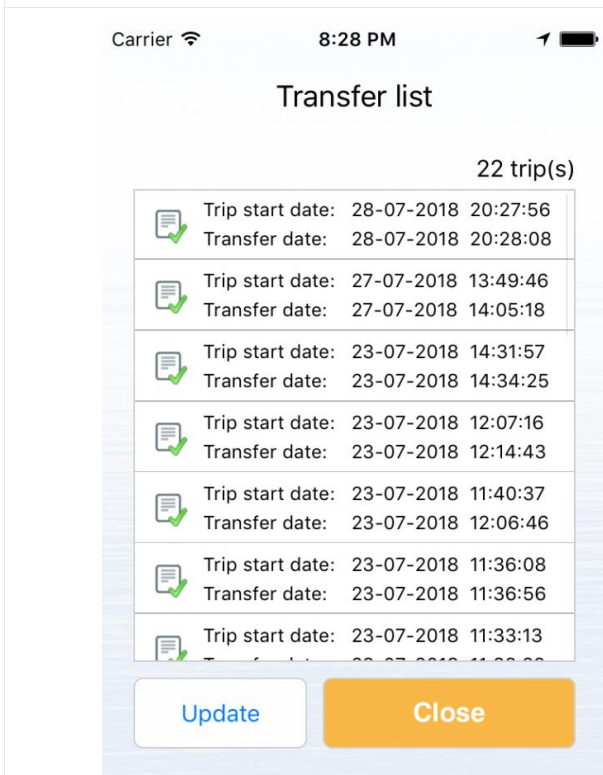 Carrier 8:28 PM
Transfer list
22 trip(s)
Trip start date: 28-07-2018 20:27:56
Transfer date: 28-07-2018 20:28:08
Trip start date: 27-07-2018 13:49:46
Transfer date: 27-07-2018 14:05:18
Trip start date: 23-07-2018 14:31:57
Transfer date: 23-07-2018 14:34:25
Trip start date: 23-07-2018 12:07:16
Transfer date: 23-07-2018 12:14:43
Trip start date: 23-07-2018 11:40:37
Transfer date: 23-07-2018 12:06:46
Trip start date: 23-07-2018 11:36:08
Transfer date: 23-07-2018 11:36:56
Trip start date: 23-07-2018 11:33:13
Update Close